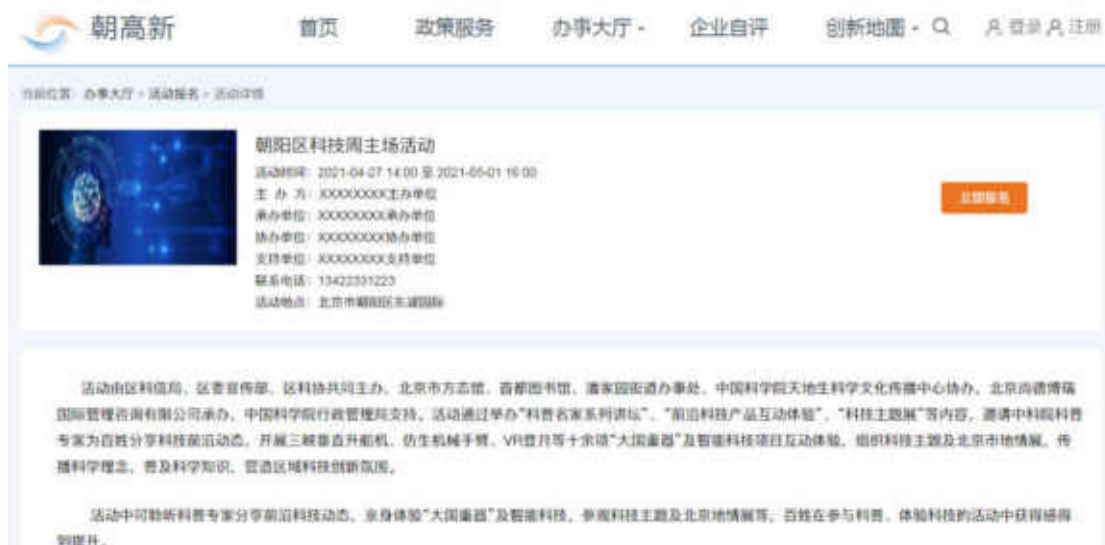 朝高新 首页 政策服务 办事大厅 企业自评 创新地图 登录 注册
当前位置: 办事大厅 > 活动报名 > 活动详情
朝阳区科技周主场活动
活动时间: 2021-04-27 14:00 至 2021-05-01 16:00
主 办 方: XXXXXXXX主办单位
承办单位: XXXXXXXX承办单位
立即报名
协办单位: XXXXXXXX协办单位
支持单位: XXXXXXXX支持单位
联系电话: 13422331223
活动地点: 北京市朝阳区东湖国际
活动由区科信局、区委宣传部、区科协共同主办，北京市方志馆、首都图书馆、潘家园街道办事处、中国科学院天地生科学文化传播中心协办，北京尚德博瑞
国际管理咨询有限公司承办，中国科学院行政管理局支持。活动通过举办“科普名家系列讲坛”、“前沿科技产品互动体验”、“科技主题展”等内容，邀请中科院科普
专家为百姓分享科技前沿动态，开展三峡垂直升船机、仿生机械手臂、VR登月等十余项“大国重器”及智能科技项目互动体验，组织科技主题及北京市地情展，传
播科学理念，普及科学知识，营造区域科技创新氛围。
活动中可聆听科普专家分享前沿科技动态，亲身体验“大国重器”及智能科技，参观科技主题及北京地情展等，百姓在参与科普、体验科技的活动中获得感得
到提升。